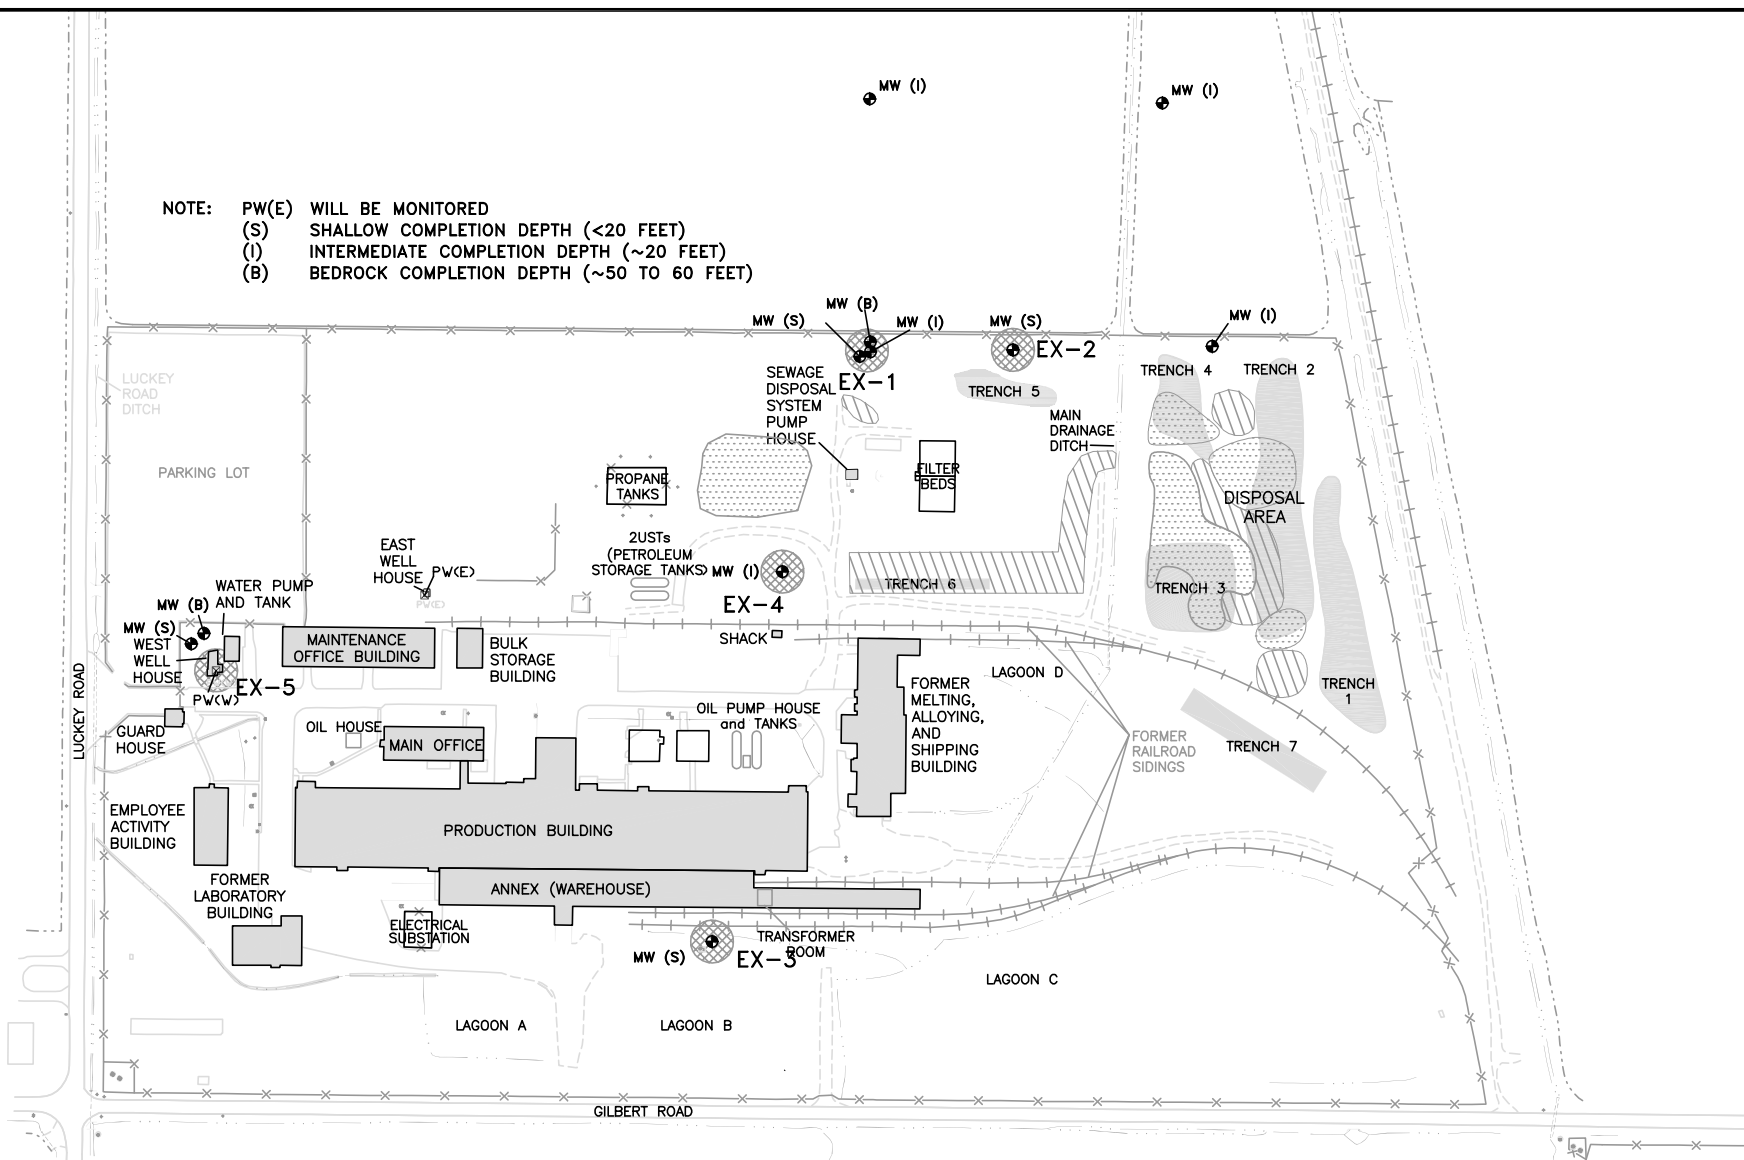 MW (I)
MW (I)
NOTE: PW(E) WILL BE MONITORED
(S) SHALLOW COMPLETION DEPTH (<20 FEET)
(I) INTERMEDIATE COMPLETION DEPTH (~20 FEET)
(B) BEDROCK COMPLETION DEPTH (~50 TO 60 FEET)
MW (B)
MW (S)
MW (I)
MW (S)
MW (I)
EX-2
EX-1
LUCKEY
ROAD
DITCH
SEWAGE
DISPOSAL
SYSTEM
PUMP
HOUSE
TRENCH 5
TRENCH 4
TRENCH 2
MAIN
DRAINAGE
DITCH
PARKING LOT
PROPANE
TANKS
FILTER
BEDS
DISPOSAL
AREA
EAST
WELL
HOUSE
PW(E)
PW(E)
2USTs
(PETROLEUM
STORAGE TANKS)
MW (I)
EX-4
TRENCH 6
TRENCH 3
WATER PUMP
AND TANK
MW (B)
MW (S)
WEST
WELL
HOUSE
PW(W)
EX-5
MAINTENANCE
OFFICE BUILDING
BULK
STORAGE
BUILDING
SHACK
LAGOON D
TRENCH
1
FORMER
MELTING,
ALLOYING,
AND
SHIPPING
BUILDING
LUCKEY ROAD
GUARD
HOUSE
OIL HOUSE
MAIN OFFICE
OIL PUMP HOUSE
and TANKS
FORMER
RAILROAD
SIDINGS
TRENCH 7
EMPLOYEE
ACTIVITY
BUILDING
PRODUCTION BUILDING
FORMER
LABORATORY
BUILDING
ANNEX (WAREHOUSE)
ELECTRICAL
SUBSTATION
MW (S)
EX-3
TRANSFORMER
ROOM
LAGOON C
LAGOON A
LAGOON B
GILBERT ROAD